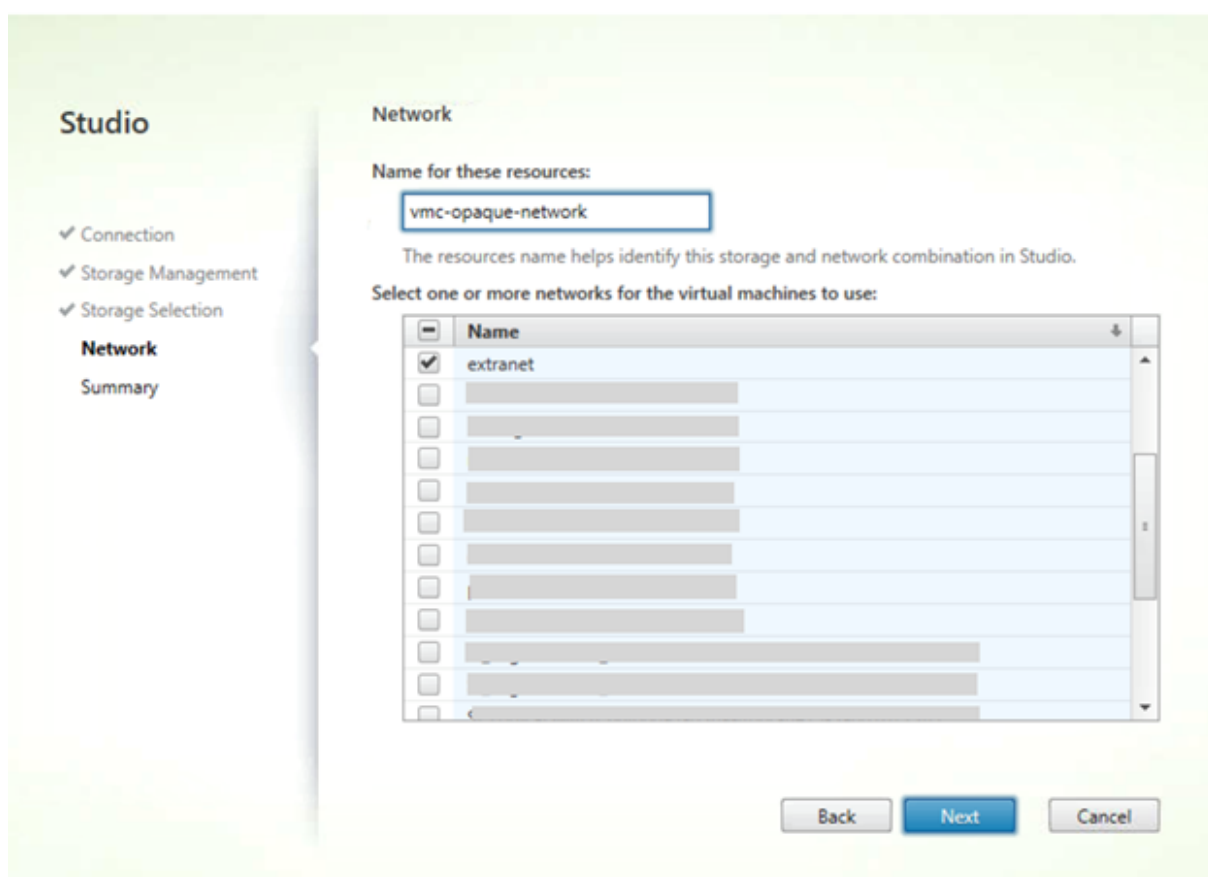 Studio
Connection
Storage Management
Storage Selection
Network
Summary
Network
Name for these resources:
vmc-opaque-network
The resources name helps identify this storage and network combination in Studio.
Select one or more networks for the virtual machines to use:
Name
extranet
Back Next Cancel